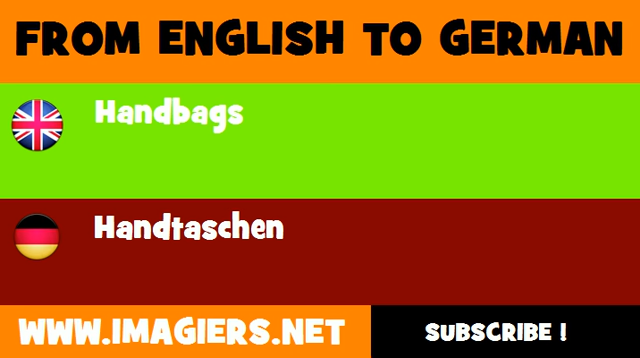 FROM ENGLISH TO GERMAN
Handbags
Handtaschen
WWW.IMAGIERS.NET
SUBSCRIBE !